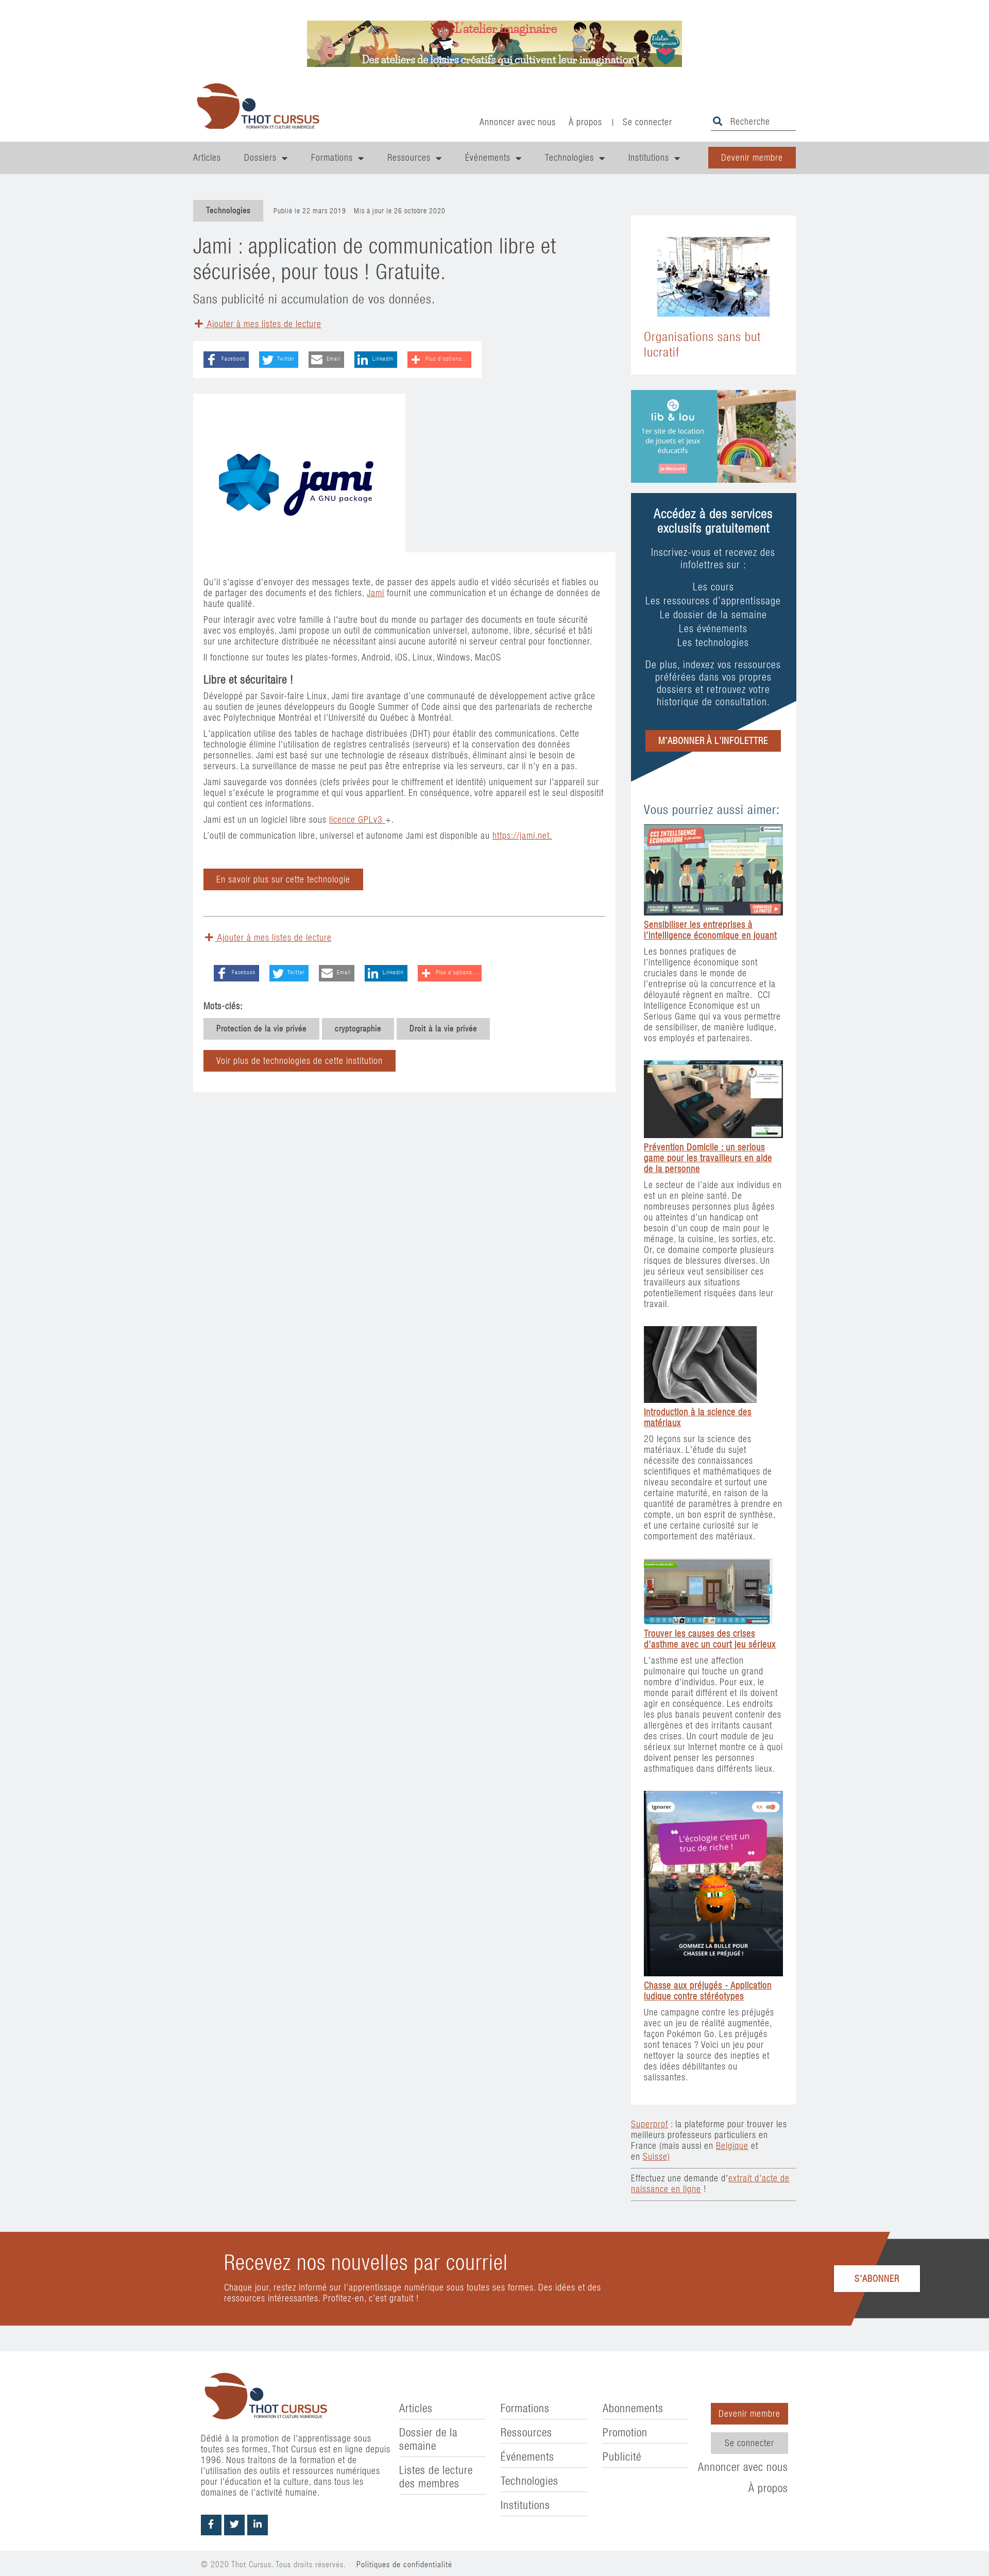 L'atelier imaginaire
Des ateliers de loisirs créatifs qui cultivent leur imagination !
THOT CURSUS
FORMATION ET CULTURE NUMÉRIQUE
Annoncer avec nous
À propos
|
Se connecter
Recherche
Articles
Dossiers
Formations
Ressources
Événements
Technologies
Institutions
Devenir membre
Technologies
Publié le 22 mars 2019 Mis à jour le 26 octobre 2020
Jami : application de communication libre et
sécurisée, pour tous ! Gratuite.
Sans publicité ni accumulation de vos données.
Ajouter à mes listes de lecture
Facebook
Twitter
Email
LinkedIn
Plus d'options...
jami
A GNU package
Qu'il s'agisse d'envoyer des messages texte, de passer des appels audio et vidéo sécurisés et fiables ou
de partager des documents et des fichiers, Jami fournit une communication et un échange de données de
haute qualité.
Pour interagir avec votre famille à l'autre bout du monde ou partager des documents en toute sécurité
avec vos employés, Jami propose un outil de communication universel, autonome, libre, sécurisé et bâti
sur une architecture distribuée ne nécessitant ainsi aucune autorité ni serveur central pour fonctionner.
Il fonctionne sur toutes les plates-formes, Android, iOS, Linux, Windows, MacOS
Libre et sécuritaire !
Développé par Savoir-faire Linux, Jami tire avantage d'une communauté de développement active grâce
au soutien de jeunes développeurs du Google Summer of Code ainsi que des partenariats de recherche
avec Polytechnique Montréal et l'Université du Québec à Montréal.
L'application utilise des tables de hachage distribuées (DHT) pour établir des communications. Cette
technologie élimine l'utilisation de registres centralisés (serveurs) et la conservation des données
personnelles. Jami est basé sur une technologie de réseaux distribués, éliminant ainsi le besoin de
serveurs. La surveillance de masse ne peut pas être entreprise via les serveurs, car il n'y en a pas.
Jami sauvegarde vos données (clefs privées pour le chiffrement et identité) uniquement sur l'appareil sur
lequel s'exécute le programme et qui vous appartient. En conséquence, votre appareil est le seul dispositif
qui contient ces informations.
Jami est un un logiciel libre sous licence GPLv3 +.
L'outil de communication libre, universel et autonome Jami est disponible au https://jami.net.
En savoir plus sur cette technologie
Ajouter à mes listes de lecture
Facebook
Twitter
Email
LinkedIn
Plus d'options...
Mots-clés:
Protection de la vie privée
cryptographie
Droit à la vie privée
Voir plus de technologies de cette institution
Organisations sans but
lucratif
lib & lou
1er site de location
de jouets et jeux
éducatifs
Je découvre
Accédez à des services
exclusifs gratuitement
Inscrivez-vous et recevez des
infolettres sur :
Les cours
Les ressources d'apprentissage
Le dossier de la semaine
Les événements
Les technologies
De plus, indexez vos ressources
préférées dans vos propres
dossiers et retrouvez votre
historique de consultation.
M'ABONNER À L'INFOLETTRE
Vous pourriez aussi aimer:
CCI INTELLIGENCE
ÉCONOMIQUE
Sensibiliser les entreprises à
l'intelligence économique en jouant
Les bonnes pratiques de
l'intelligence économique sont
cruciales dans le monde de
l'entreprise où la concurrence et la
déloyauté règnent en maître. CCI
Intelligence Economique est un
Serious Game qui va vous permettre
de sensibiliser, de manière ludique,
vos employés et partenaires.
Prévention Domicile : un serious
game pour les travailleurs en aide
de la personne
Le secteur de l'aide aux individus en
est un en pleine santé. De
nombreuses personnes plus âgées
ou atteintes d'un handicap ont
besoin d'un coup de main pour le
ménage, la cuisine, les sorties, etc.
Or, ce domaine comporte plusieurs
risques de blessures diverses. Un
jeu sérieux veut sensibiliser ces
travailleurs aux situations
potentiellement risquées dans leur
travail.
Introduction à la science des
matériaux
20 leçons sur la science des
matériaux. L'étude du sujet
nécessite des connaissances
scientifiques et mathématiques de
niveau secondaire et surtout une
certaine maturité, en raison de la
quantité de paramètres à prendre en
compte, un bon esprit de synthèse,
et une certaine curiosité sur le
comportement des matériaux.
Trouver les causes des crises
d'asthme avec un court jeu sérieux
L'asthme est une affection
pulmonaire qui touche un grand
nombre d'individus. Pour eux, le
monde parait différent et ils doivent
agir en conséquence. Les endroits
les plus banals peuvent contenir des
allergènes et des irritants causant
des crises. Un court module de jeu
sérieux sur Internet montre ce à quoi
doivent penser les personnes
asthmatiques dans différents lieux.
Ignorer
RA
L'écologie c'est un
truc de riche !
GOMMEZ LA BULLE POUR
CHASSER LE PRÉJUGÉ !
Chasse aux préjugés - Application
ludique contre stéréotypes
Une campagne contre les préjugés
avec un jeu de réalité augmentée,
façon Pokémon Go. Les préjugés
sont tenaces ? Voici un jeu pour
nettoyer la source des inepties et
des idées débilitantes ou
salissantes.
Superprof : la plateforme pour trouver les
meilleurs professeurs particuliers en
France (mais aussi en Belgique et
en Suisse)
Effectuez une demande d'extrait d'acte de
naissance en ligne !
Recevez nos nouvelles par courriel
Chaque jour, restez informé sur l'apprentissage numérique sous toutes ses formes. Des idées et des
ressources intéressantes. Profitez-en, c'est gratuit !
S'ABONNER
THOT CURSUS
FORMATION ET CULTURE NUMÉRIQUE
Dédié à la promotion de l'apprentissage sous
toutes ses formes, Thot Cursus est en ligne depuis
1996. Nous traitons de la formation et de
l'utilisation des outils et ressources numériques
pour l'éducation et la culture, dans tous les
domaines de l'activité humaine.
Articles
Dossier de la
semaine
Listes de lecture
des membres
Formations
Ressources
Événements
Technologies
Institutions
Abonnements
Promotion
Publicité
Devenir membre
Se connecter
Annoncer avec nous
À propos
© 2020 Thot Cursus. Tous droits réservés. Politiques de confidentialité